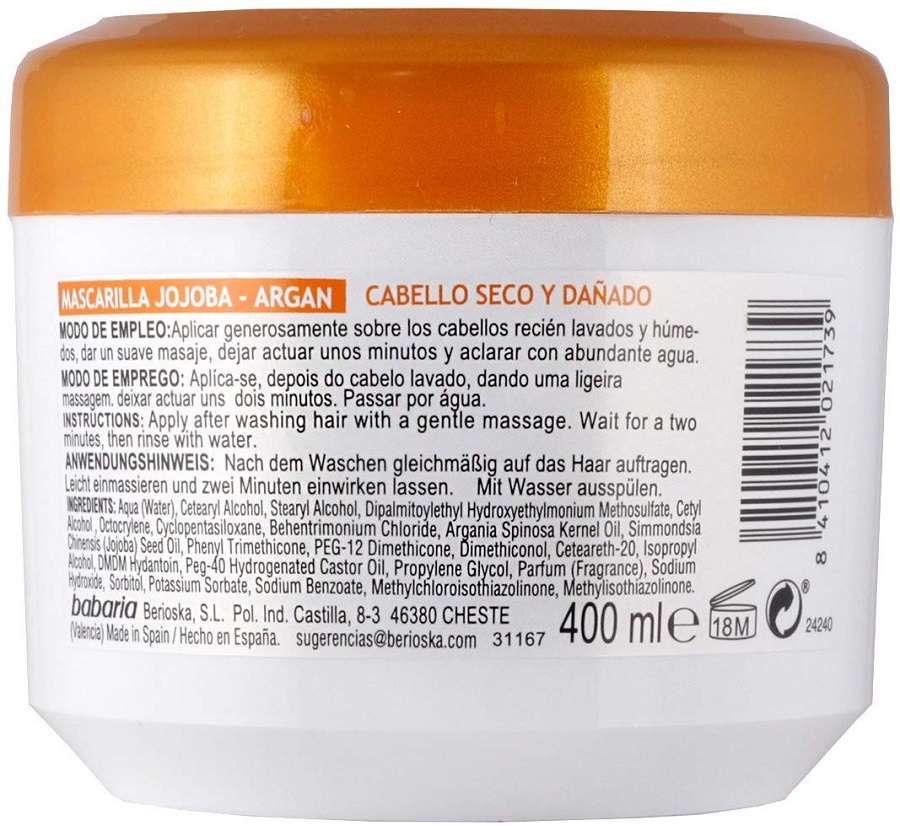 MASCARILLA JOJOBA - ARGAN CABELLO SECO Y DAÑADO
MODO DE EMPLEO:Aplicar generosamente sobre los cabellos recién lavados y húme-
dos, dar un suave masaje, dejar actuar unos minutos y aclarar con abundante agua.
MODO DE EMPREGO: Aplíca-se, depois do cabelo lavado, dando uma ligeira
massagem. deixar actuar uns dois minutos. Passar por água.
INSTRUCTIONS: Apply after washing hair with a gentle massage. Wait for a two
minutes, then rinse with water.
ANWENDUNGSHINWEIS: Nach dem Waschen gleichmäßig auf das Haar auftragen.
Leicht einmassieren und zwei Minuten einwirken lassen. Mit Wasser ausspülen.
INGREDIENTS: Aqua (Water), Cetearyl Alcohol, Stearyl Alcohol, Dipalmitoylethyl Hydroxyethylmonium Methosulfate, Cetyl
Alcohol , Octocrylene, Cyclopentasiloxane, Behentrimonium Chloride, Argania Spinosa Kernel Oil, Simmondsia
Chinensis (Jojoba) Seed Oil, Phenyl Trimethicone, PEG-12 Dimethicone, Dimethiconol, Ceteareth-20, Isopropyl
Alcohol, DMDM Hydantoin, Peg-40 Hydrogenated Castor Oil, Propylene Glycol, Parfum (Fragrance), Sodium
Hydroxide, Sorbitol, Potassium Sorbate, Sodium Benzoate, Methylchloroisothiazolinone, Methylisothiazolinone.
babaria Berioska, S.L. Pol. Ind. Castilla, 8-3 46380 CHESTE
(Valencia) Made in Spain / Hecho en España. sugerencias@berioska.com 31167
400 ml e
18M
®
24240
8 410412 021739